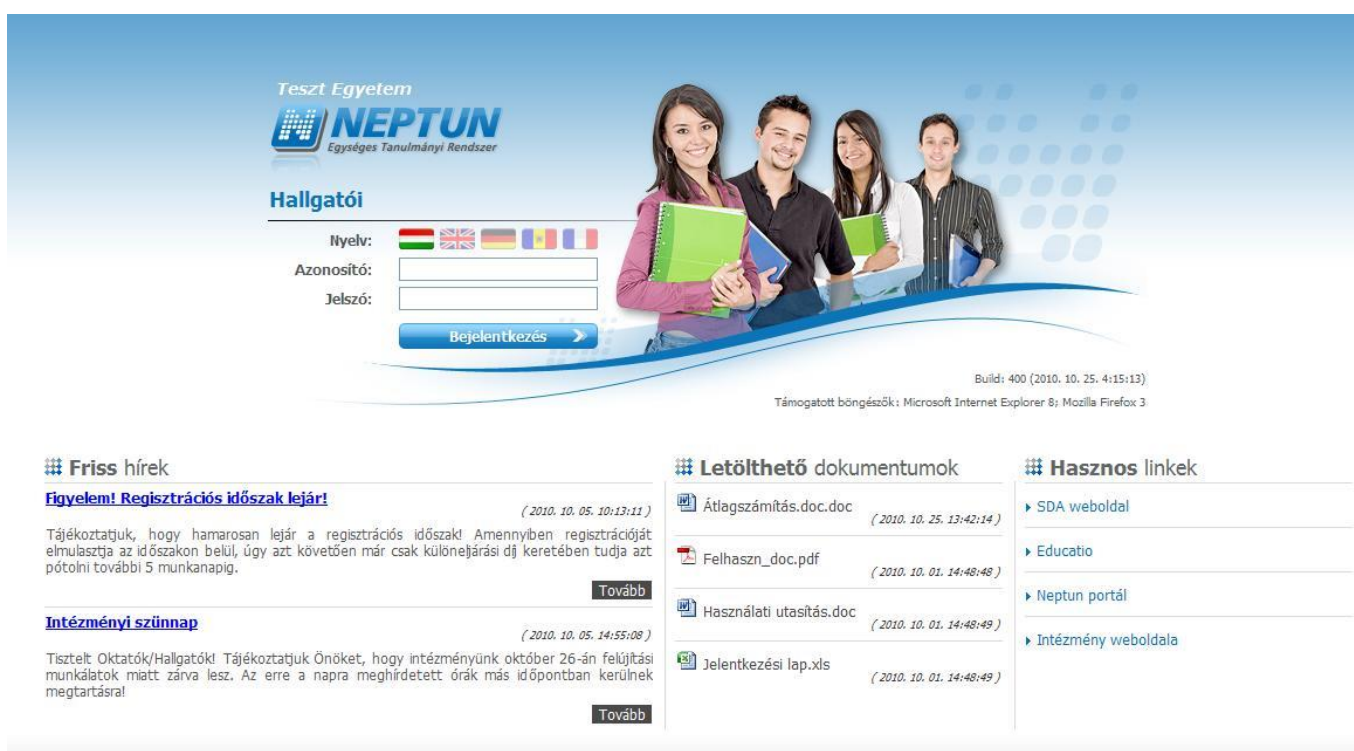 Teszt Egyetem
NEPTUN
Egységes Tanulmányi Rendszer
Hallgatói
Nyelv:
Azonosító:
Jelszó:
Bejelentkezés
Build: 400 (2010. 10. 25. 4:15:13)
Támogatott böngészők: Microsoft Internet Explorer 8; Mozilla Firefox 3
Friss hírek
Figyelem! Regisztrációs időszak lejár!
( 2010. 10. 05. 10:13:11 )
Tájékoztatjuk, hogy hamarosan lejár a regisztrációs időszak! Amennyiben regisztrációját
elmulasztja az időszakon belül, úgy azt követően már csak különeljárási díj keretében tudja azt
pótolni további 5 munkanapig.
Tovább
Intézményi szünnap
( 2010. 10. 05. 14:55:08 )
Tisztelt Oktatók/Hallgatók! Tájékoztatjuk Önöket, hogy intézményünk október 26-án felújítási
munkálatok miatt zárva lesz. Az erre a napra meghírdetett órák más időpontban kerülnek
megtartásra!
Tovább
Letölthető dokumentumok
Átlagszámítás.doc.doc
( 2010. 10. 25. 13:42:14 )
Felhaszn_doc.pdf
( 2010. 10. 01. 14:48:48 )
Használati utasítás.doc
( 2010. 10. 01. 14:48:49 )
Jelentkezési lap.xls
( 2010. 10. 01. 14:48:49 )
Hasznos linkek
SDA weboldal
Educatio
Neptun portál
Intézmény weboldala